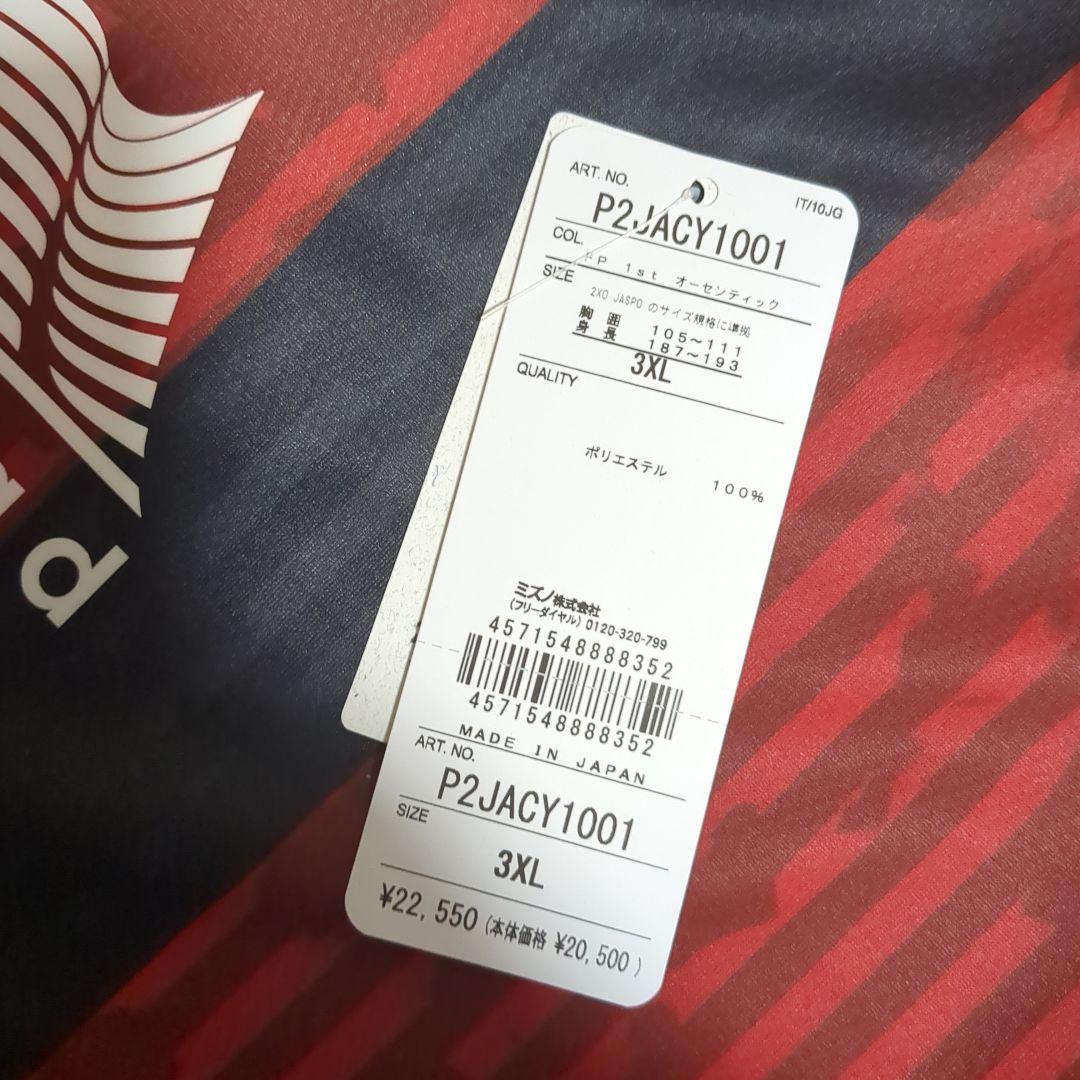 ART. NO.
IT/10JG
P2JACY1001
COL.
FP 1st オーセンティック
SIZE
2XO JASPO のサイズ規格に準拠
胸囲 105~111
身長 187~193
3XL
QUALITY
ポリエステル
100%
ミズノ株式会社
(フリーダイヤル) 0120-320-799
4571548888352
4571548888352
MADE IN JAPAN
ART. NO.
P2JACY1001
SIZE
3XL
¥22,550 (本体価格 ¥20,500)